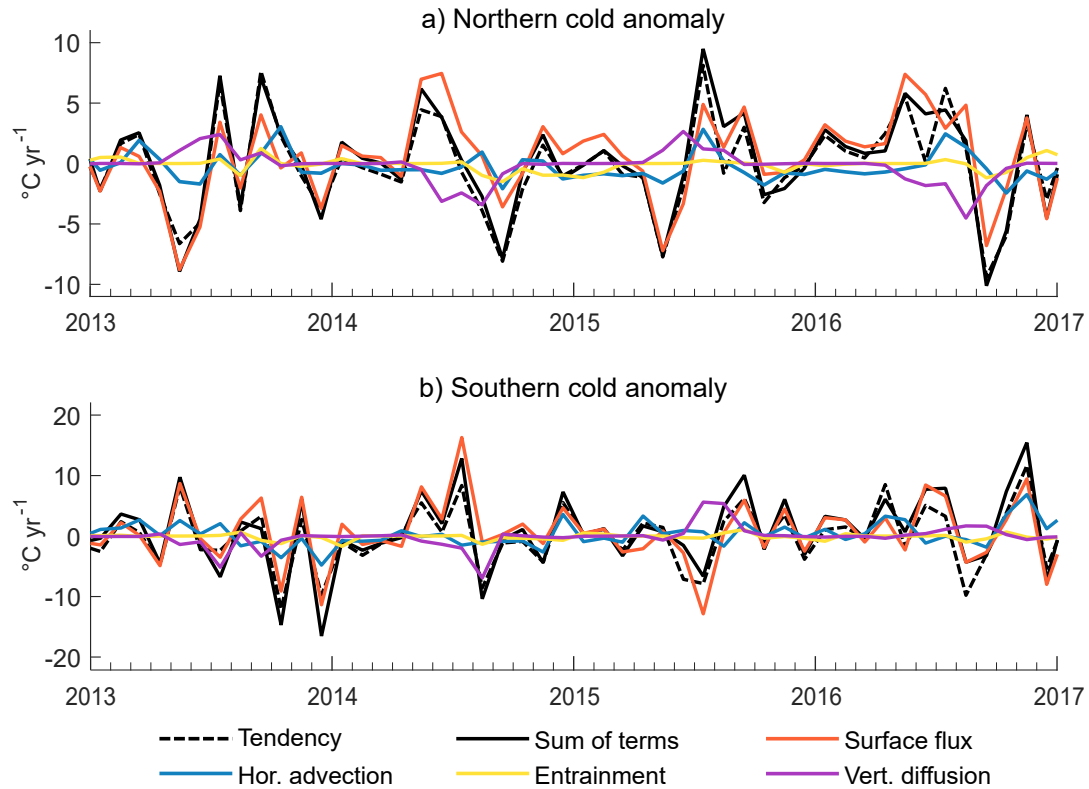 a) Northern cold anomaly
10
5
0
-5
-10
°C yr⁻¹
2013 2014 2015 2016 2017
b) Southern cold anomaly
20
10
0
-10
-20
°C yr⁻¹
2013 2014 2015 2016 2017
Tendency Sum of terms Surface flux
Hor. advection Entrainment Vert. diffusion